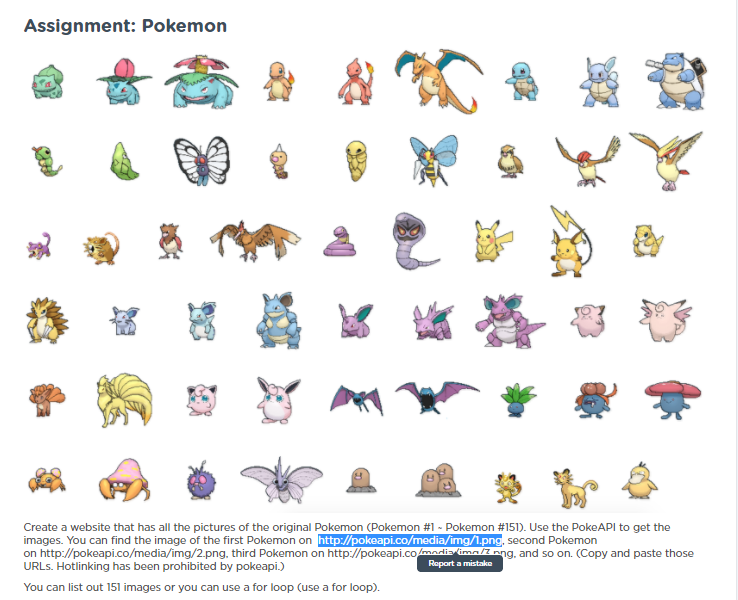 Assignment: Pokemon
Create a website that has all the pictures of the original Pokemon (Pokemon #1 ~ Pokemon #151). Use the PokeAPI to get the
images. You can find the image of the first Pokemon on http://pokeapi.co/media/img/1.png, second Pokemon
on http://pokeapi.co/media/img/2.png, third Pokemon on http://pokeapi.co/media/img/3.png, and so on. (Copy and paste those
URLs. Hotlinking has been prohibited by pokeapi.)
Report a mistake
You can list out 151 images or you can use a for loop (use a for loop).